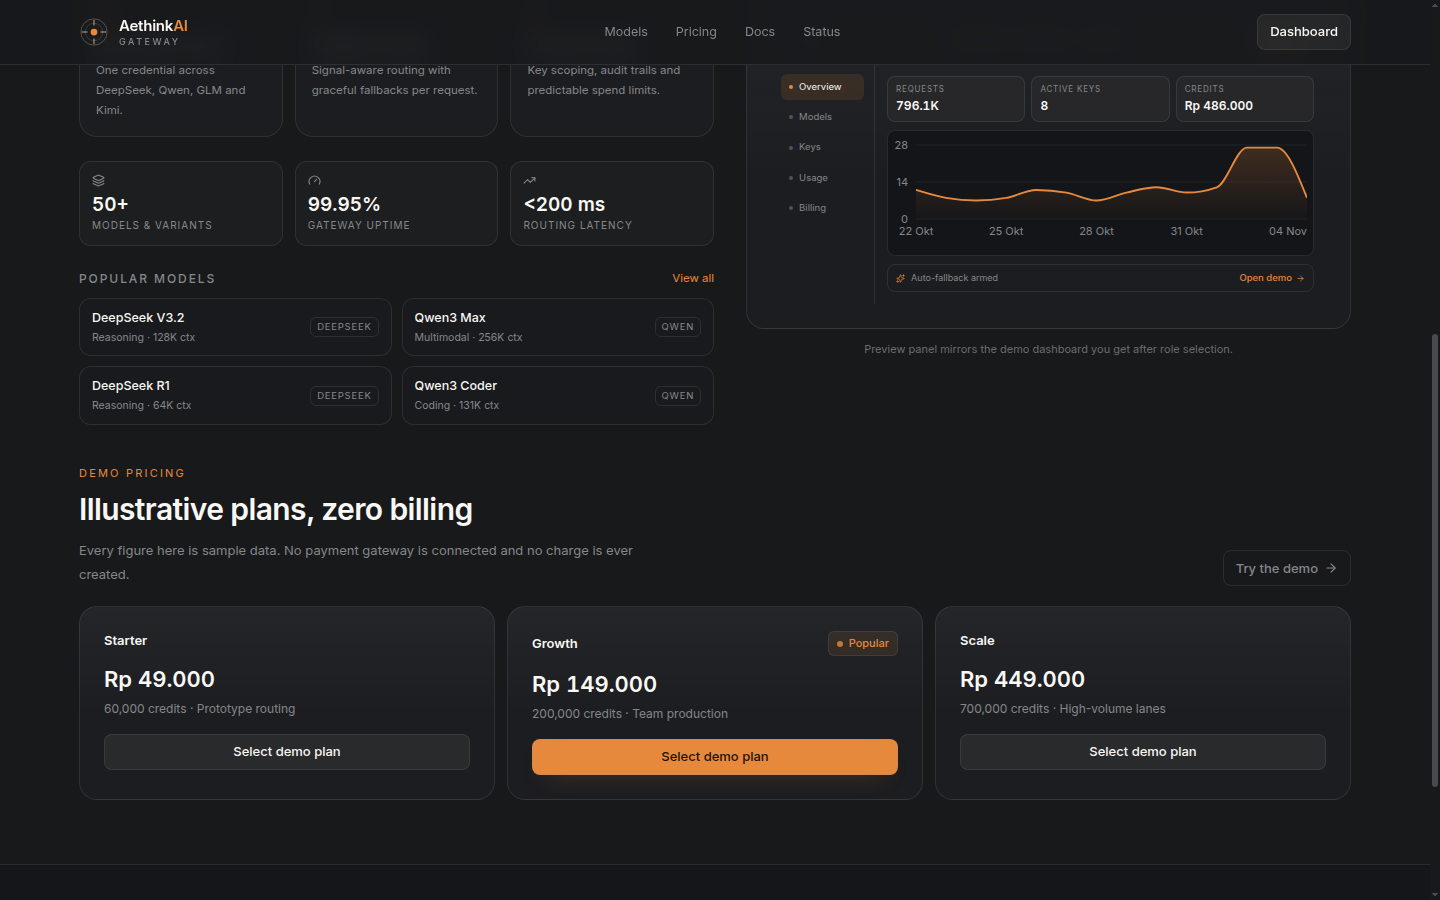 AethinkAI
GATEWAY
Models
Pricing
Docs
Status
Dashboard
One credential across
DeepSeek, Qwen, GLM and
Kimi.
Signal-aware routing with
graceful fallbacks per request.
Key scoping, audit trails and
predictable spend limits.
50+
MODELS & VARIANTS
99.95%
GATEWAY UPTIME
<200 ms
ROUTING LATENCY
POPULAR MODELS
View all
DeepSeek V3.2
Reasoning · 128K ctx
DEEPSEEK
Qwen3 Max
Multimodal · 256K ctx
QWEN
DeepSeek R1
Reasoning · 64K ctx
DEEPSEEK
Qwen3 Coder
Coding · 131K ctx
QWEN
Overview
Models
Keys
Usage
Billing
REQUESTS
796.1K
ACTIVE KEYS
8
CREDITS
Rp 486.000
28
14
0
22 Okt
25 Okt
28 Okt
31 Okt
04 Nov
Auto-fallback armed
Open demo →
Preview panel mirrors the demo dashboard you get after role selection.
DEMO PRICING
Illustrative plans, zero billing
Every figure here is sample data. No payment gateway is connected and no charge is ever
created.
Try the demo →
Starter
Rp 49.000
60,000 credits · Prototype routing
Select demo plan
Growth
Popular
Rp 149.000
200,000 credits · Team production
Select demo plan
Scale
Rp 449.000
700,000 credits · High-volume lanes
Select demo plan